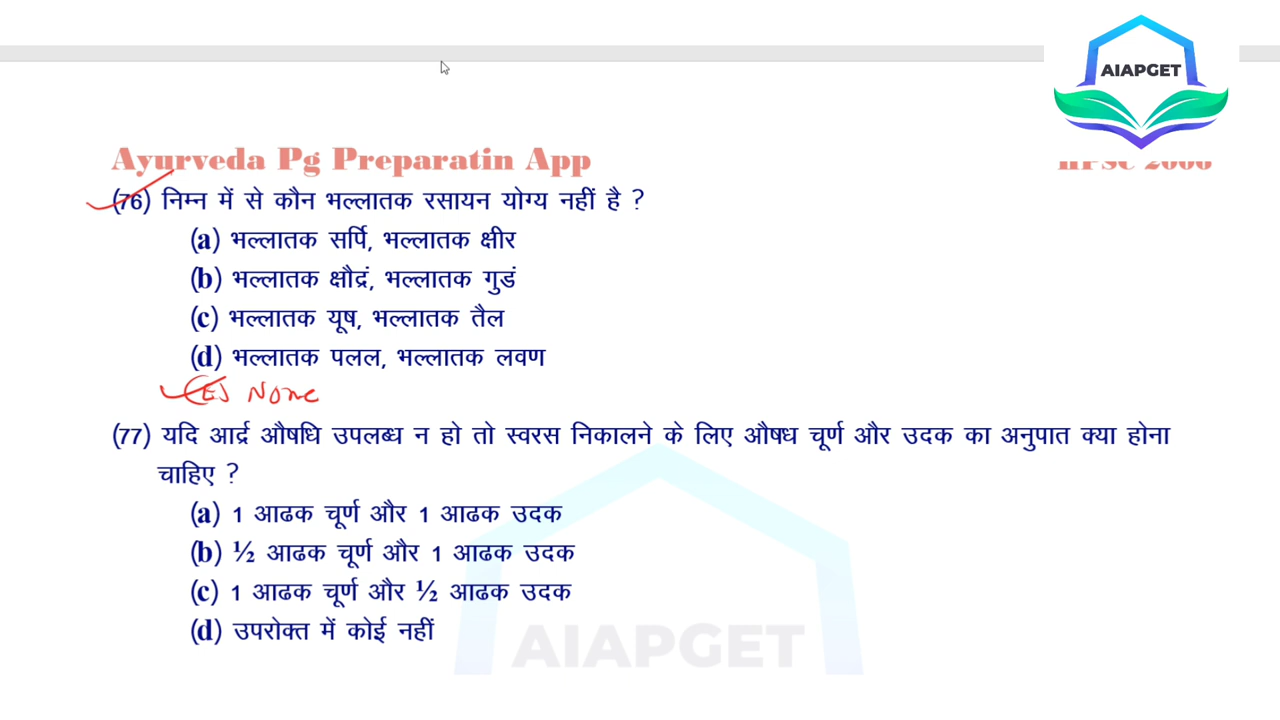 AIAPGET
Ayurveda Pg Preparatin App
(76) निम्न में से कौन भल्लातक रसायन योग्य नहीं है ?
(a) भल्लातक सर्पि, भल्लातक क्षीर
(b) भल्लातक क्षौद्रं, भल्लातक गुडं
(c) भल्लातक यूष, भल्लातक तैल
(d) भल्लातक पलल, भल्लातक लवण
(E) None
(77) यदि आर्द्र औषधि उपलब्ध न हो तो स्वरस निकालने के लिए औषध चूर्ण और उदक का अनुपात क्या होना
चाहिए ?
(a) 1 आढक चूर्ण और 1 आढक उदक
(b) ½ आढक चूर्ण और 1 आढक उदक
(c) 1 आढक चूर्ण और ½ आढक उदक
(d) उपरोक्त में कोई नहीं
AIAPGET